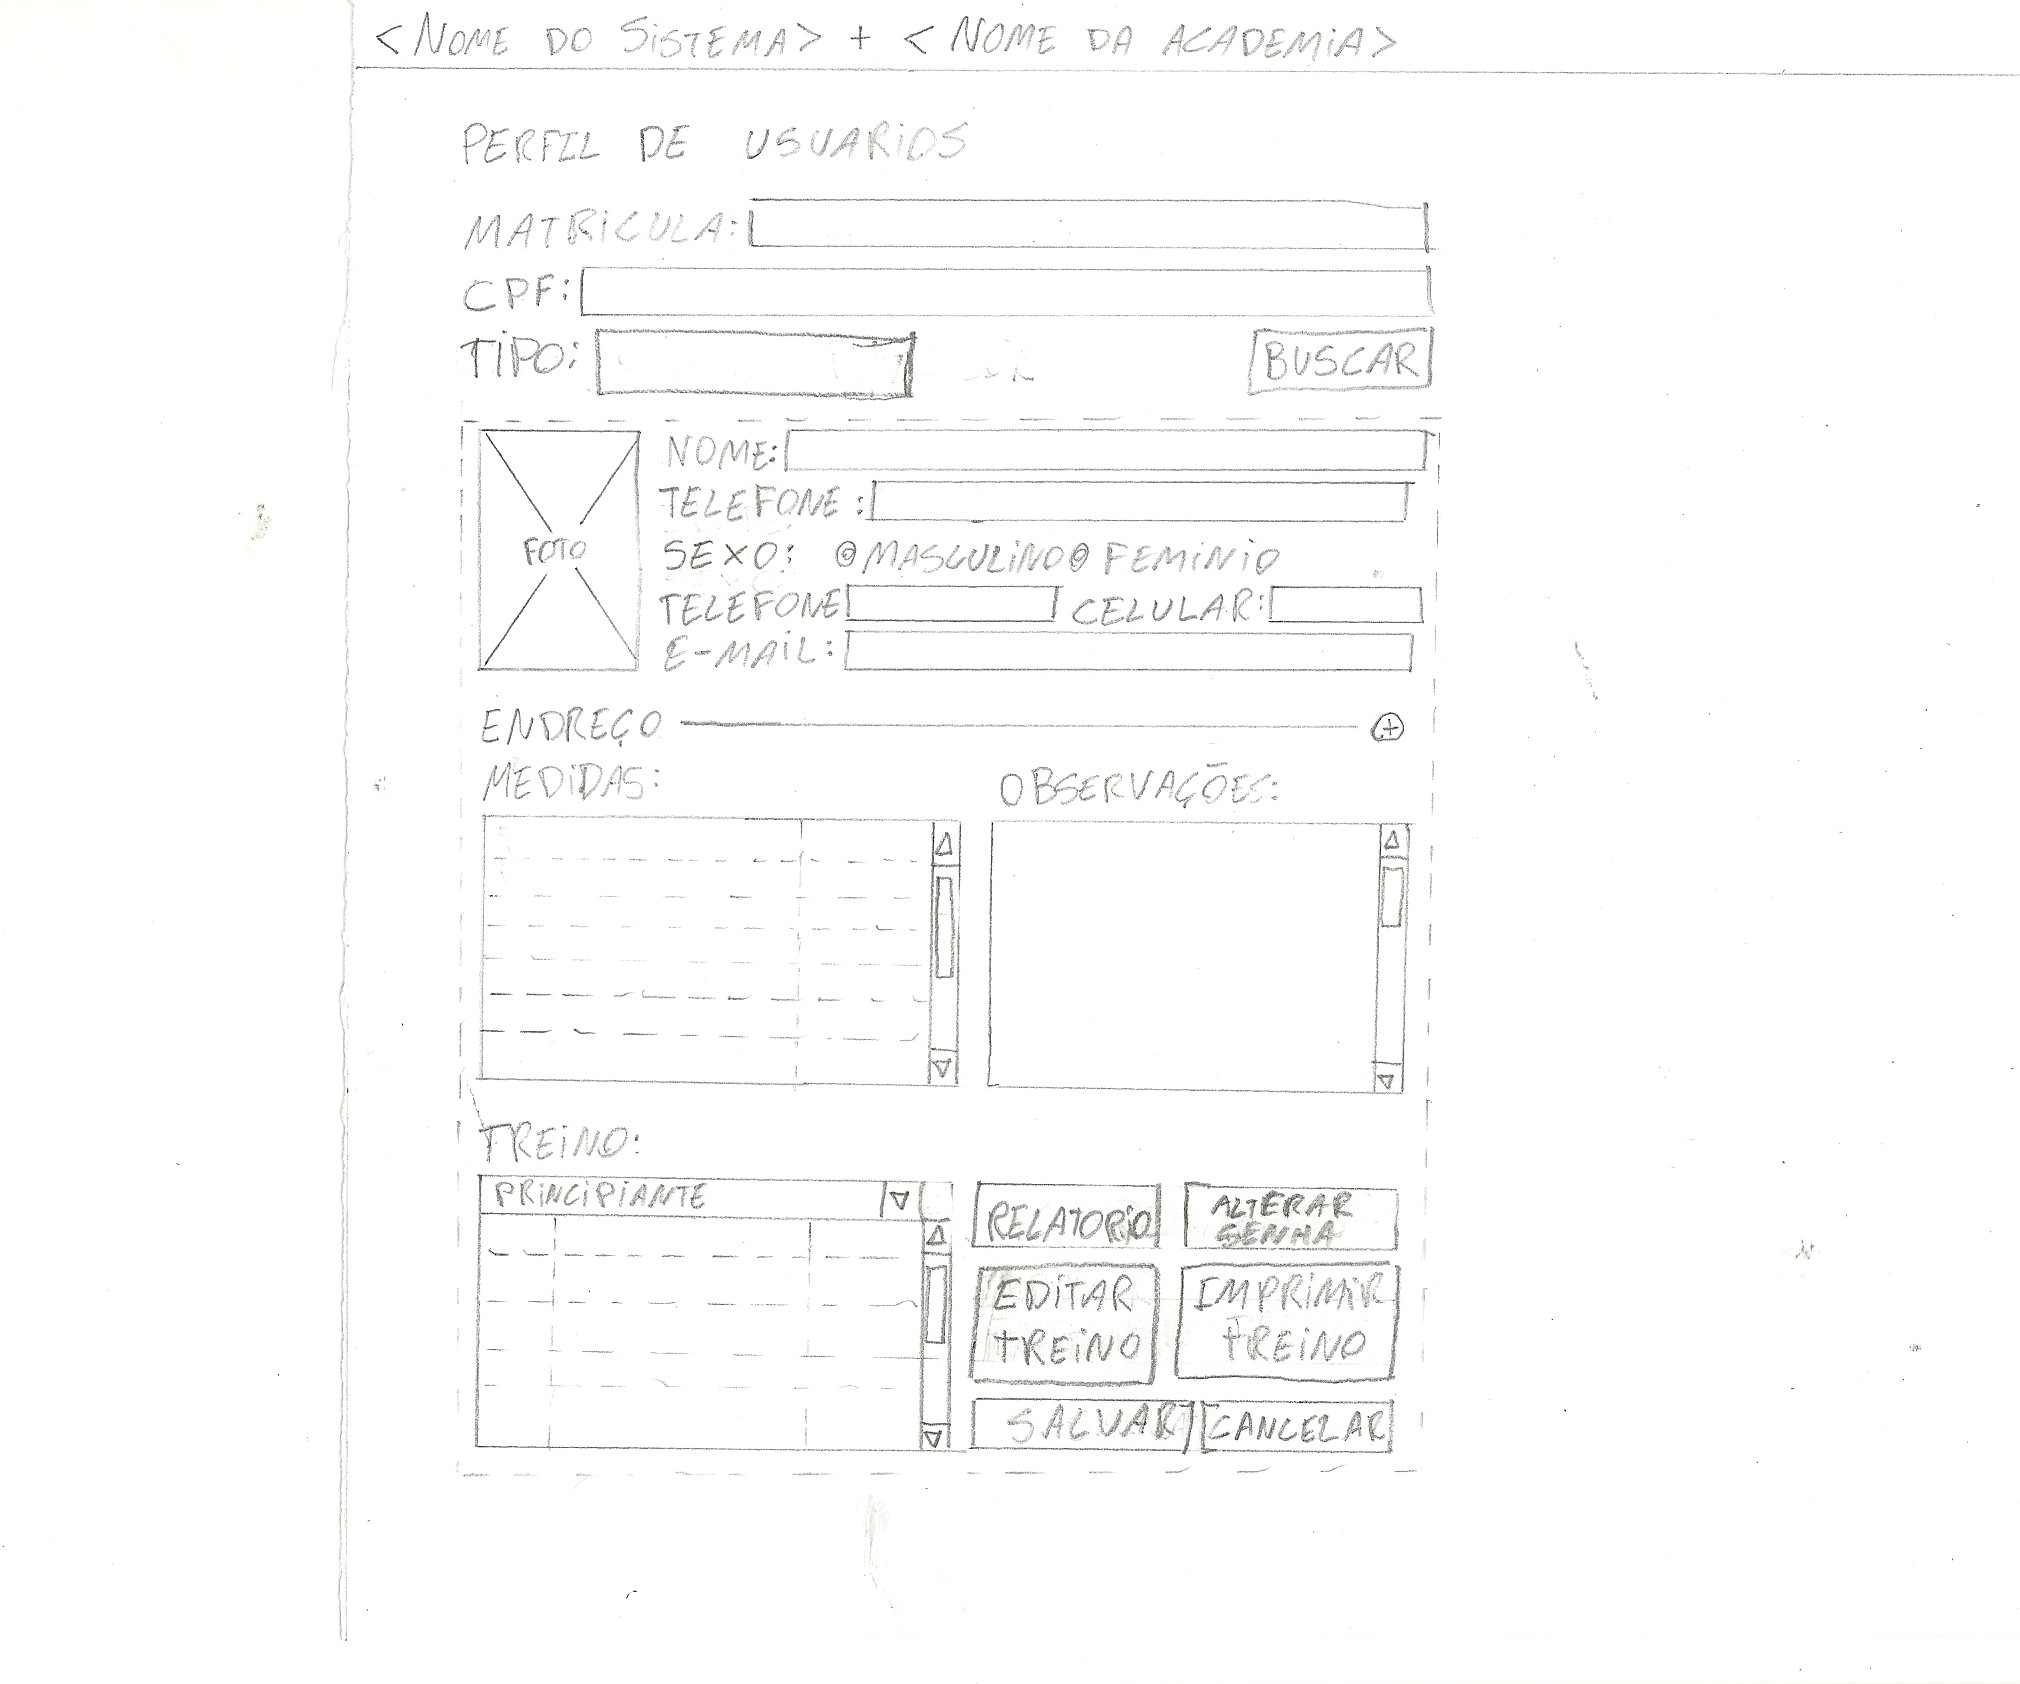 <NOME DO SISTEMA> + <NOME DA ACADEMIA>
PERFIL DE USUARIOS
MATRICULA:
CPF:
TIPO:
BUSCAR
FOTO
NOME:
TELEFONE:
SEXO: MASCULINO FEMINIO
TELEFONE CELULAR:
E-MAIL:
ENDREÇO
MEDIDAS:
OBSERVAÇÕES:
TREINO:
PRINCIPIANTE
RELATORIO
ALTERAR
SENHA
EDITAR
TREINO
IMPRIMIR
TREINO
SALVAR
CANCELAR